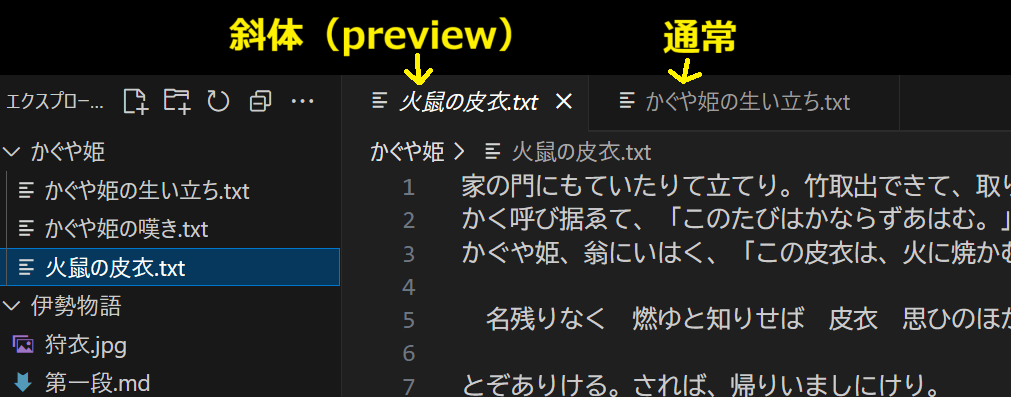 斜体（preview）
通常
エクスプロー...
火鼠の皮衣.txt
かぐや姫の生い立ち.txt
かぐや姫
かぐや姫の生い立ち.txt
かぐや姫の嘆き.txt
火鼠の皮衣.txt
伊勢物語
狩衣.jpg
第一段.md
かぐや姫 > 火鼠の皮衣.txt
1 家の門にもていたりて立てり。竹取出できて、取り
2 かく呼び据ゑて、「このたびはかならずあはむ。」
3 かぐや姫、翁にいはく、「この皮衣は、火に焼かむ
4
5 名残りなく　燃ゆと知りせば　皮衣　思ひのほか
6
7 とぞありける。されば、帰りいましにけり。